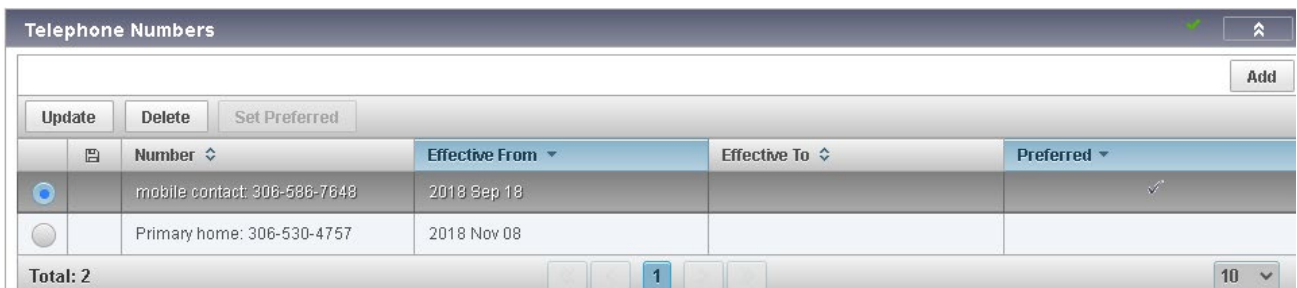 Telephone Numbers
Add
Update Delete Set Preferred
Number Effective From Effective To Preferred
mobile contact: 306-586-7648 2018 Sep 18
Primary home: 306-530-4757 2018 Nov 08
Total: 2 1 10